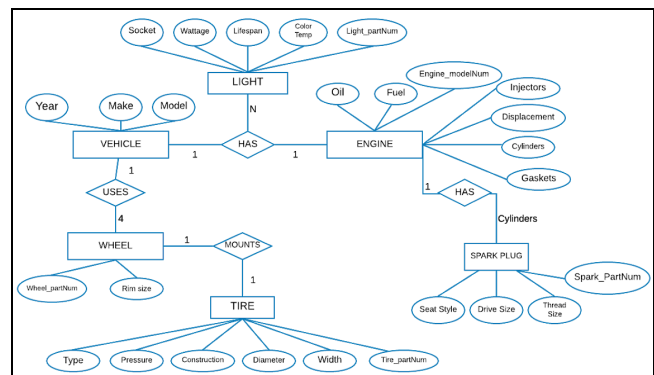 Socket
Wattage
Lifespan
Color
Temp
Light_partNum
LIGHT
Engine_modelNum
Oil
Fuel
Injectors
Year
Make
Model
N
Displacement
VEHICLE
1
HAS
1
ENGINE
Cylinders
Gaskets
1
USES
4
1
HAS
Cylinders
WHEEL
1
MOUNTS
SPARK PLUG
Wheel_partNum
Rim size
1
Spark_PartNum
TIRE
Seat Style
Drive Size
Thread
Size
Type
Pressure
Construction
Diameter
Width
Tire_partNum